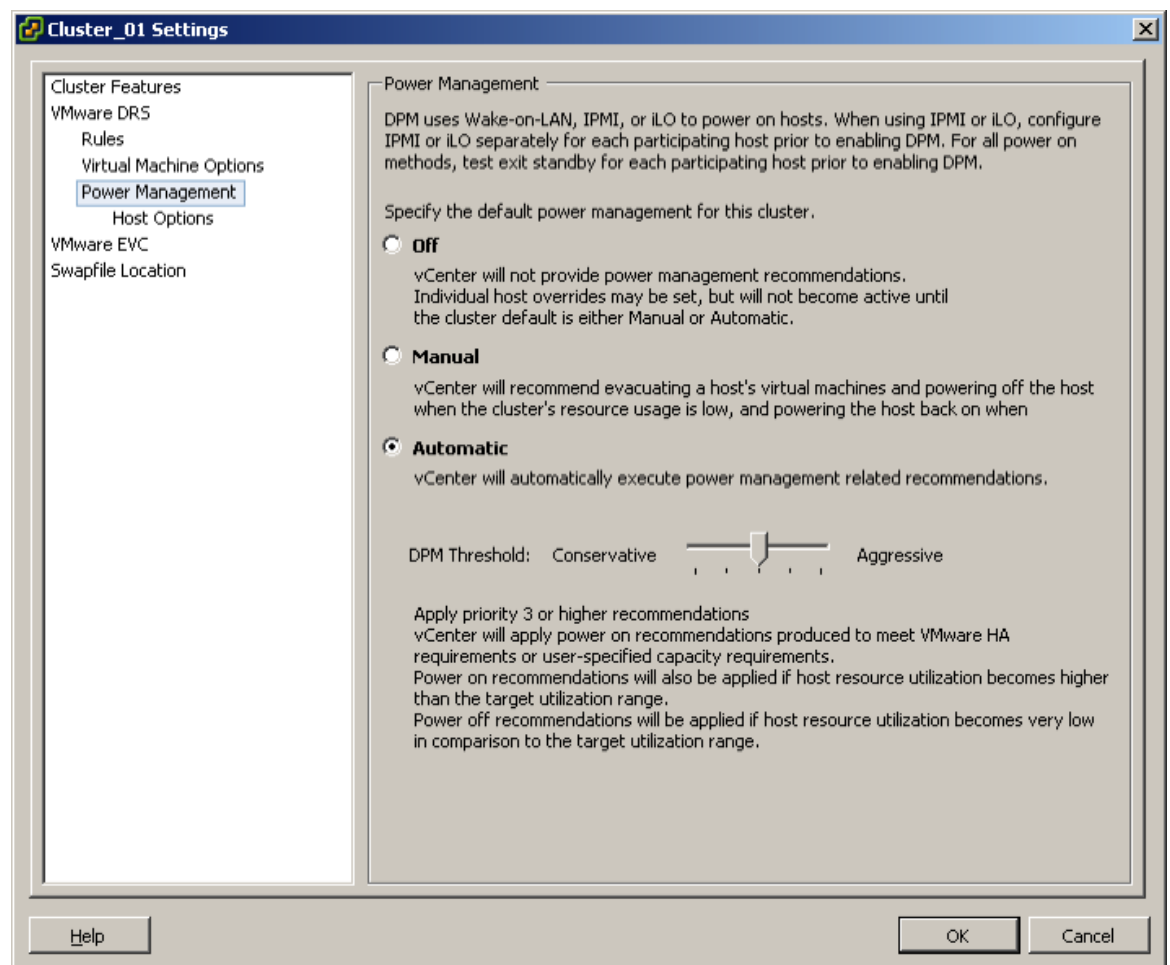 Cluster_01 Settings
Cluster Features
VMware DRS
Rules
Virtual Machine Options
Power Management
Host Options
VMware EVC
Swapfile Location
Power Management
DPM uses Wake-on-LAN, IPMI, or iLO to power on hosts. When using IPMI or iLO, configure
IPMI or iLO separately for each participating host prior to enabling DPM. For all power on
methods, test exit standby for each participating host prior to enabling DPM.
Specify the default power management for this cluster.
Off
vCenter will not provide power management recommendations.
Individual host overrides may be set, but will not become active until
the cluster default is either Manual or Automatic.
Manual
vCenter will recommend evacuating a host's virtual machines and powering off the host
when the cluster's resource usage is low, and powering the host back on when
Automatic
vCenter will automatically execute power management related recommendations.
DPM Threshold: Conservative Aggressive
Apply priority 3 or higher recommendations
vCenter will apply power on recommendations produced to meet VMware HA
requirements or user-specified capacity requirements.
Power on recommendations will also be applied if host resource utilization becomes higher
than the target utilization range.
Power off recommendations will be applied if host resource utilization becomes very low
in comparison to the target utilization range.
Help
OK
Cancel